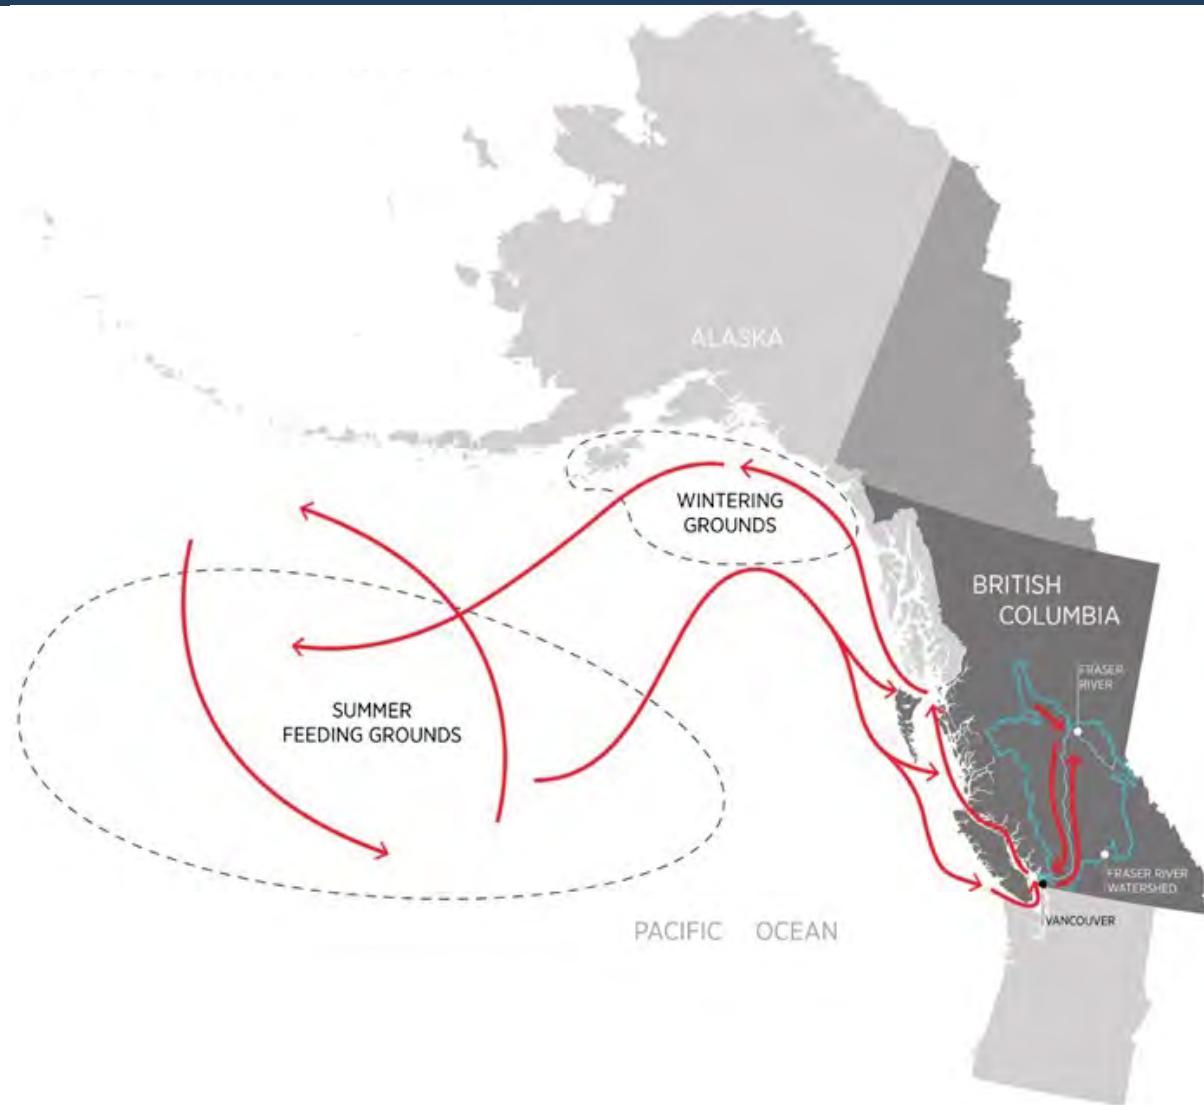 ALASKA
WINTERING
GROUNDS
BRITISH
COLUMBIA
FRASER
RIVER
SUMMER
FEEDING GROUNDS
FRASER RIVER
WATERSHED
VANCOUVER
PACIFIC OCEAN